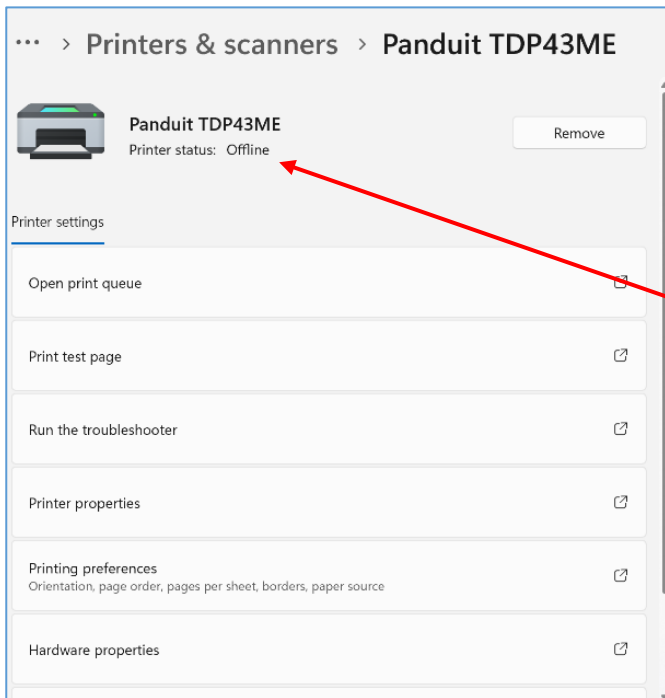 ··· > Printers & scanners > Panduit TDP43ME
Panduit TDP43ME
Printer status: Offline
Remove
Printer settings
Open print queue
Print test page
Run the troubleshooter
Printer properties
Printing preferences
Orientation, page order, pages per sheet, borders, paper source
Hardware properties